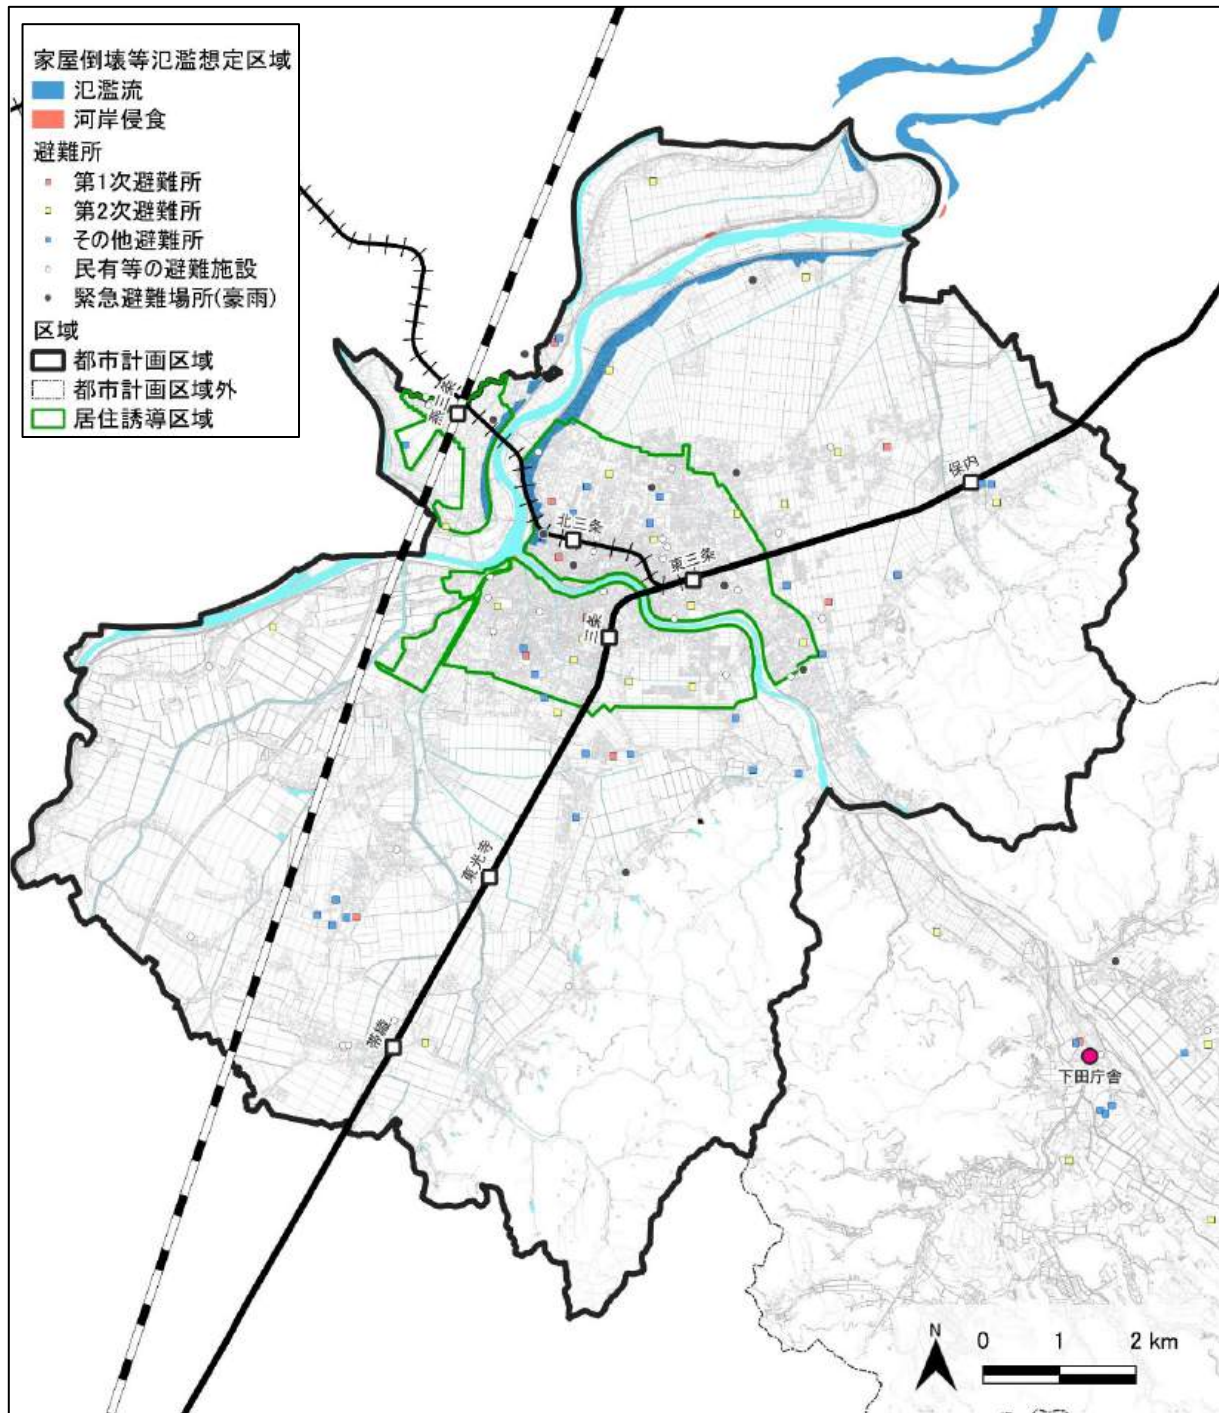 家屋倒壊等氾濫想定区域
氾濫流
河岸侵食
避難所
第1次避難所
第2次避難所
その他避難所
民有等の避難施設
緊急避難場所(豪雨)
区域
都市計画区域
都市計画区域外
居住誘導区域
燕三条
保内
北三条
東三条
三条
東光寺
帯織
下田庁舎
N
0 1 2 km